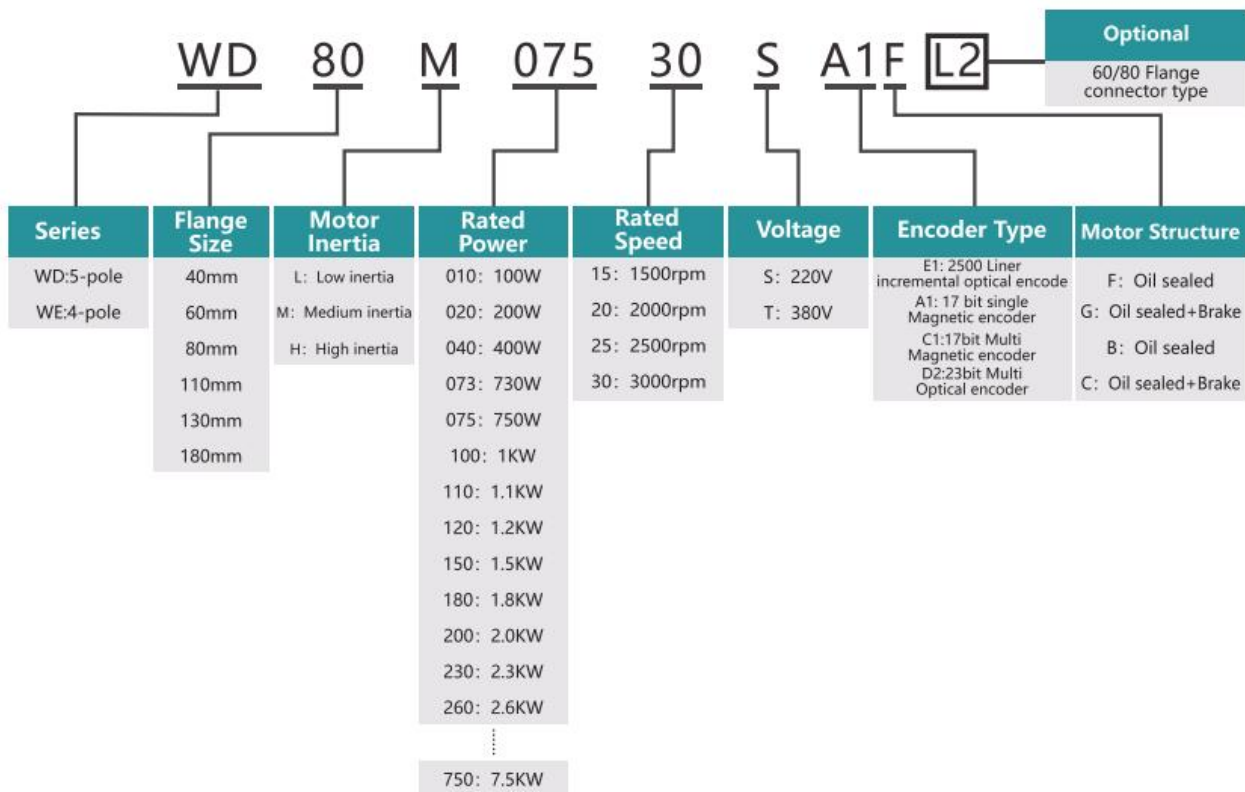 WD 80 M 075 30 S A1 F L2
Optional
60/80 Flange
connector type
Series
WD:5-pole
WE:4-pole
Flange
Size
40mm
60mm
80mm
110mm
130mm
180mm
Motor
Inertia
L: Low inertia
M: Medium inertia
H: High inertia
Rated
Power
010: 100W
020: 200W
040: 400W
073: 730W
075: 750W
100: 1KW
110: 1.1KW
120: 1.2KW
150: 1.5KW
180: 1.8KW
200: 2.0KW
230: 2.3KW
260: 2.6KW
750: 7.5KW
Rated
Speed
15: 1500rpm
20: 2000rpm
25: 2500rpm
30: 3000rpm
Voltage
S: 220V
T: 380V
Encoder Type
E1: 2500 Liner
incremental optical encode
A1: 17 bit single
Magnetic encoder
C1:17bit Multi
Magnetic encoder
D2:23bit Multi
Optical encoder
Motor Structure
F: Oil sealed
G: Oil sealed+Brake
B: Oil sealed
C: Oil sealed+Brake